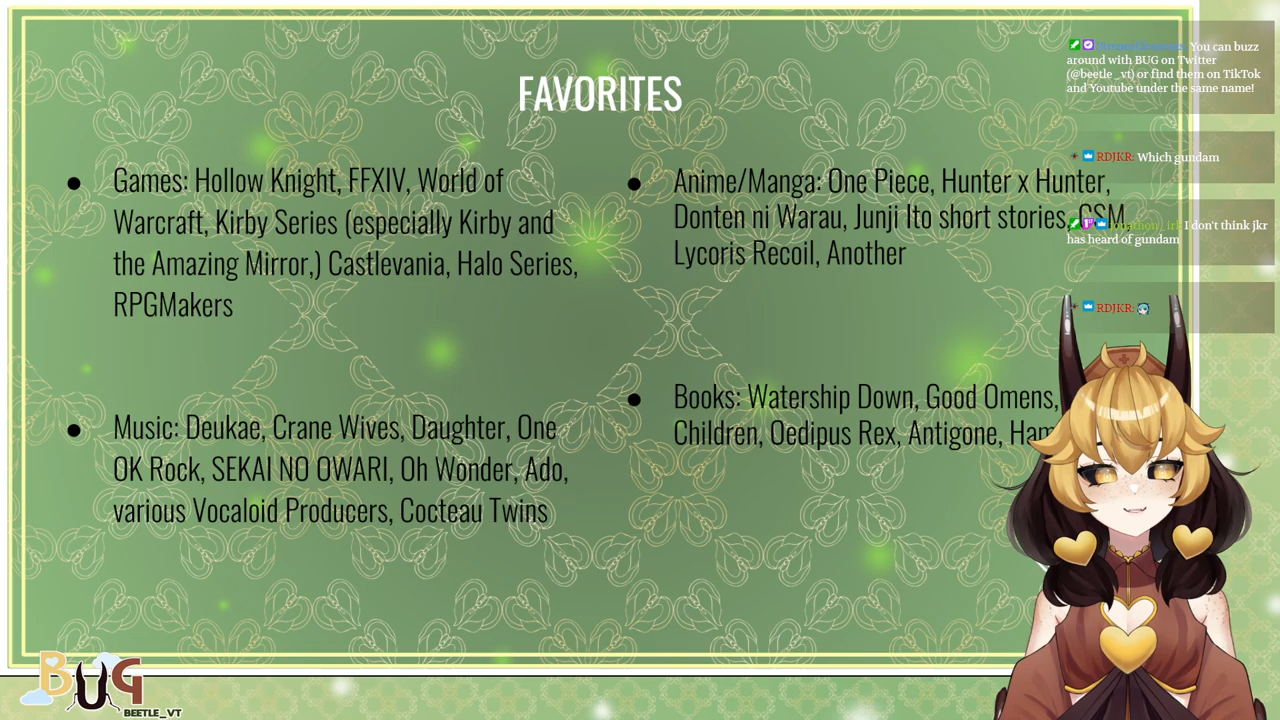 FAVORITES
Games: Hollow Knight, FFXIV, World of
Warcraft, Kirby Series (especially Kirby and
the Amazing Mirror,) Castlevania, Halo Series,
RPGMakers
Music: Deukae, Crane Wives, Daughter, One
OK Rock, SEKAI NO OWARI, Oh Wonder, Ado,
various Vocaloid Producers, Cocteau Twins
Anime/Manga: One Piece, Hunter x Hunter,
Donten ni Warau, Junji Ito short stories, CSM,
Lycoris Recoil, Another
Books: Watership Down, Good Omens,
Children, Oedipus Rex, Antigone, Ham
You can buzz
around with BUG on Twitter
(@beetle_vt) or find them on TikTok
and Youtube under the same name!
RDJKR: Which gundam
I don't think jkr
has heard of gundam
RDJKR:
BUG
BEETLE_VT